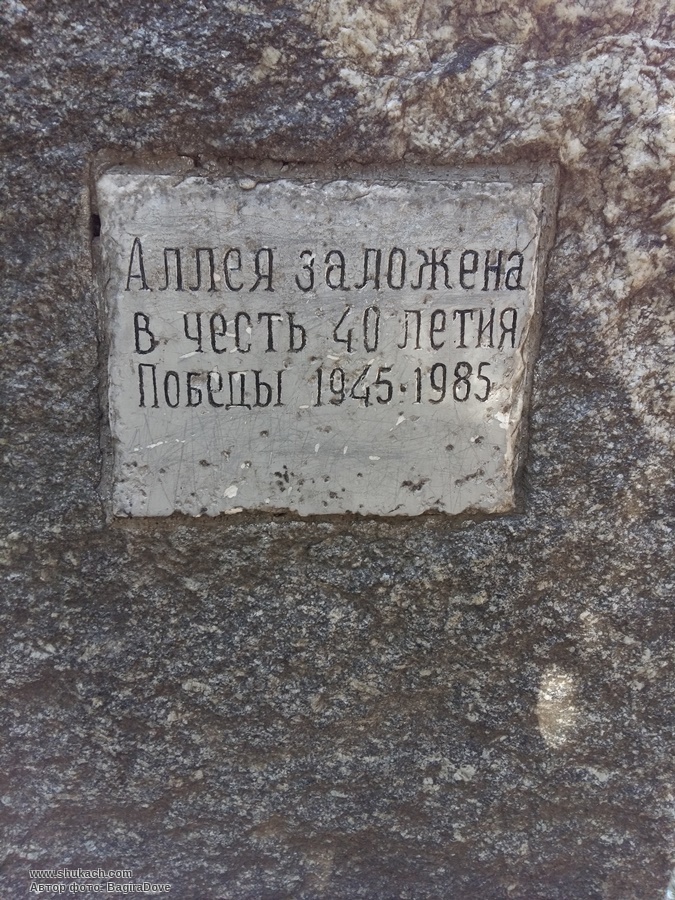 Аллея заложена
в честь 40 летия
Победы 1945·1985
www.shukach.com
Автор фото: BagiraDove